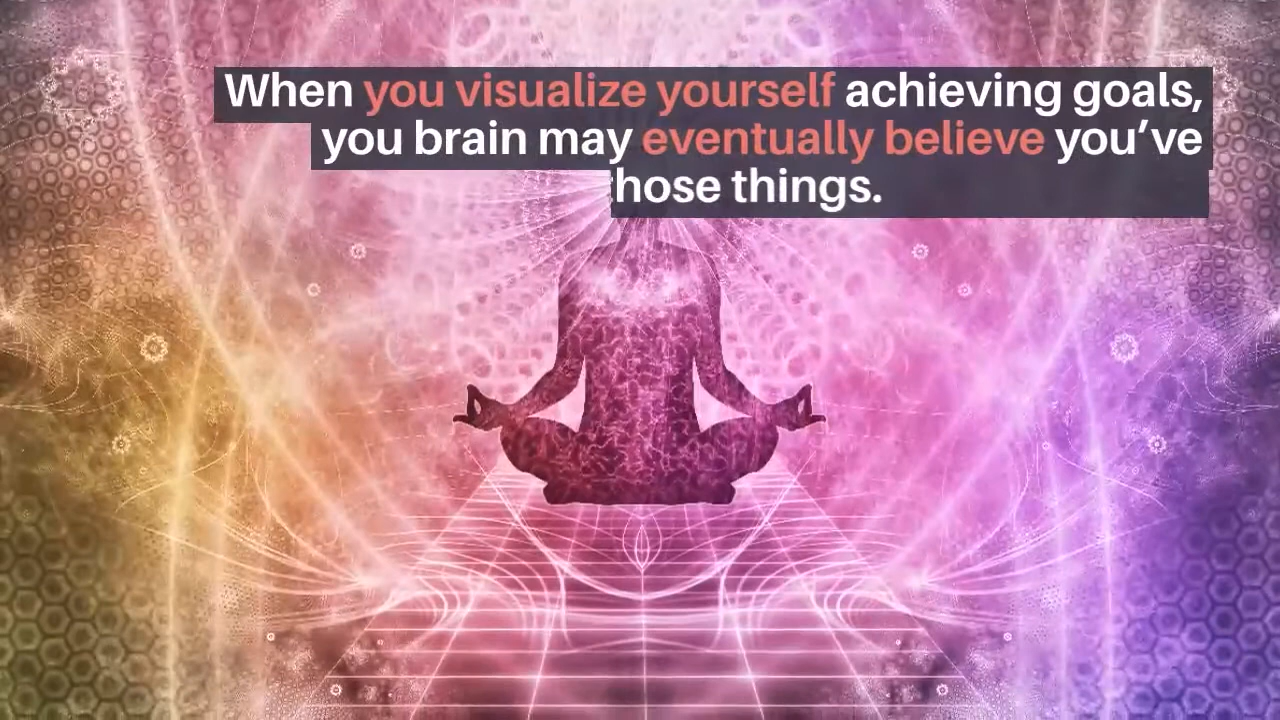 When you visualize yourself achieving goals,
you brain may eventually believe you’ve
hose things.